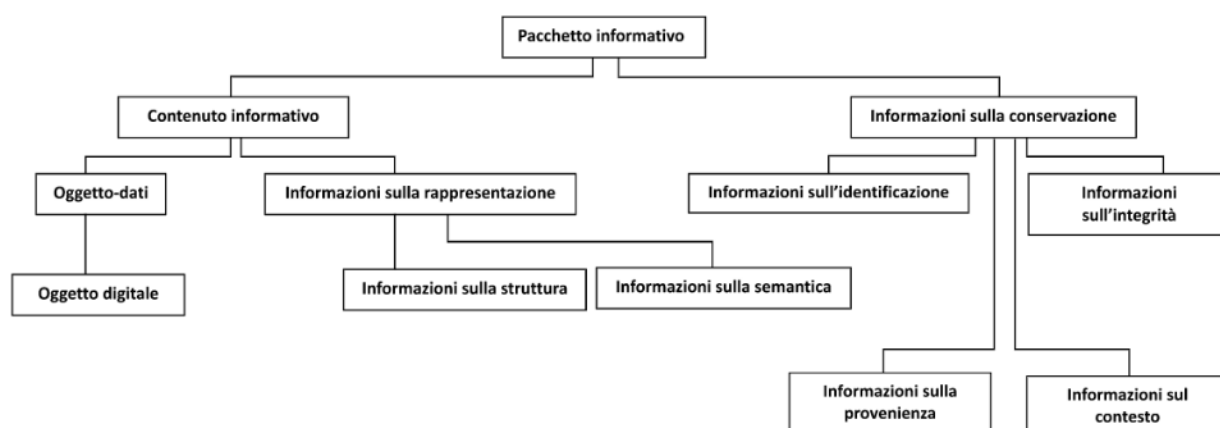 Pacchetto informativo
Contenuto informativo
Informazioni sulla conservazione
Oggetto-dati
Informazioni sulla rappresentazione
Informazioni sull'identificazione
Informazioni
sull'integrità
Oggetto digitale
Informazioni sulla struttura
Informazioni sulla semantica
Informazioni sulla
provenienza
Informazioni sul
contesto